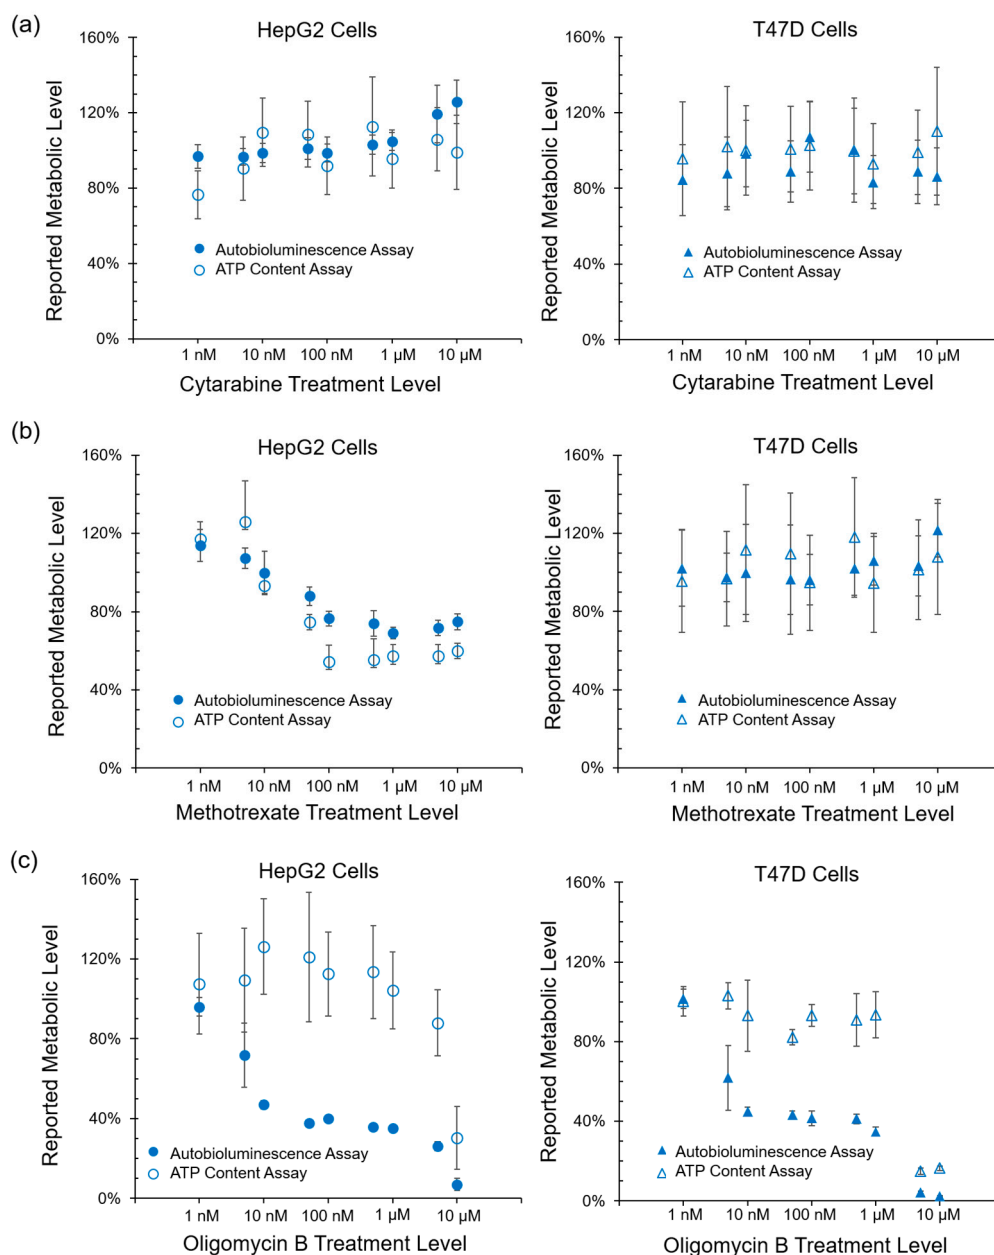 (a)
HepG2 Cells
T47D Cells
Reported Metabolic Level
160%
120%
80%
40%
0%
Autobioluminescence Assay
ATP Content Assay
1 nM
10 nM
100 nM
1 µM
10 µM
Cytarabine Treatment Level
Reported Metabolic Level
160%
120%
80%
40%
0%
Autobioluminescence Assay
ATP Content Assay
1 nM
10 nM
100 nM
1 µM
10 µM
Cytarabine Treatment Level
(b)
HepG2 Cells
T47D Cells
Reported Metabolic Level
160%
120%
80%
40%
0%
Autobioluminescence Assay
ATP Content Assay
1 nM
10 nM
100 nM
1 µM
10 µM
Methotrexate Treatment Level
Reported Metabolic Level
160%
120%
80%
40%
0%
Autobioluminescence Assay
ATP Content Assay
1 nM
10 nM
100 nM
1 µM
10 µM
Methotrexate Treatment Level
(c)
HepG2 Cells
T47D Cells
Reported Metabolic Level
160%
120%
80%
40%
0%
Autobioluminescence Assay
ATP Content Assay
1 nM
10 nM
100 nM
1 µM
10 µM
Oligomycin B Treatment Level
Reported Metabolic Level
160%
120%
80%
40%
0%
Autobioluminescence Assay
ATP Content Assay
1 nM
10 nM
100 nM
1 µM
10 µM
Oligomycin B Treatment Level